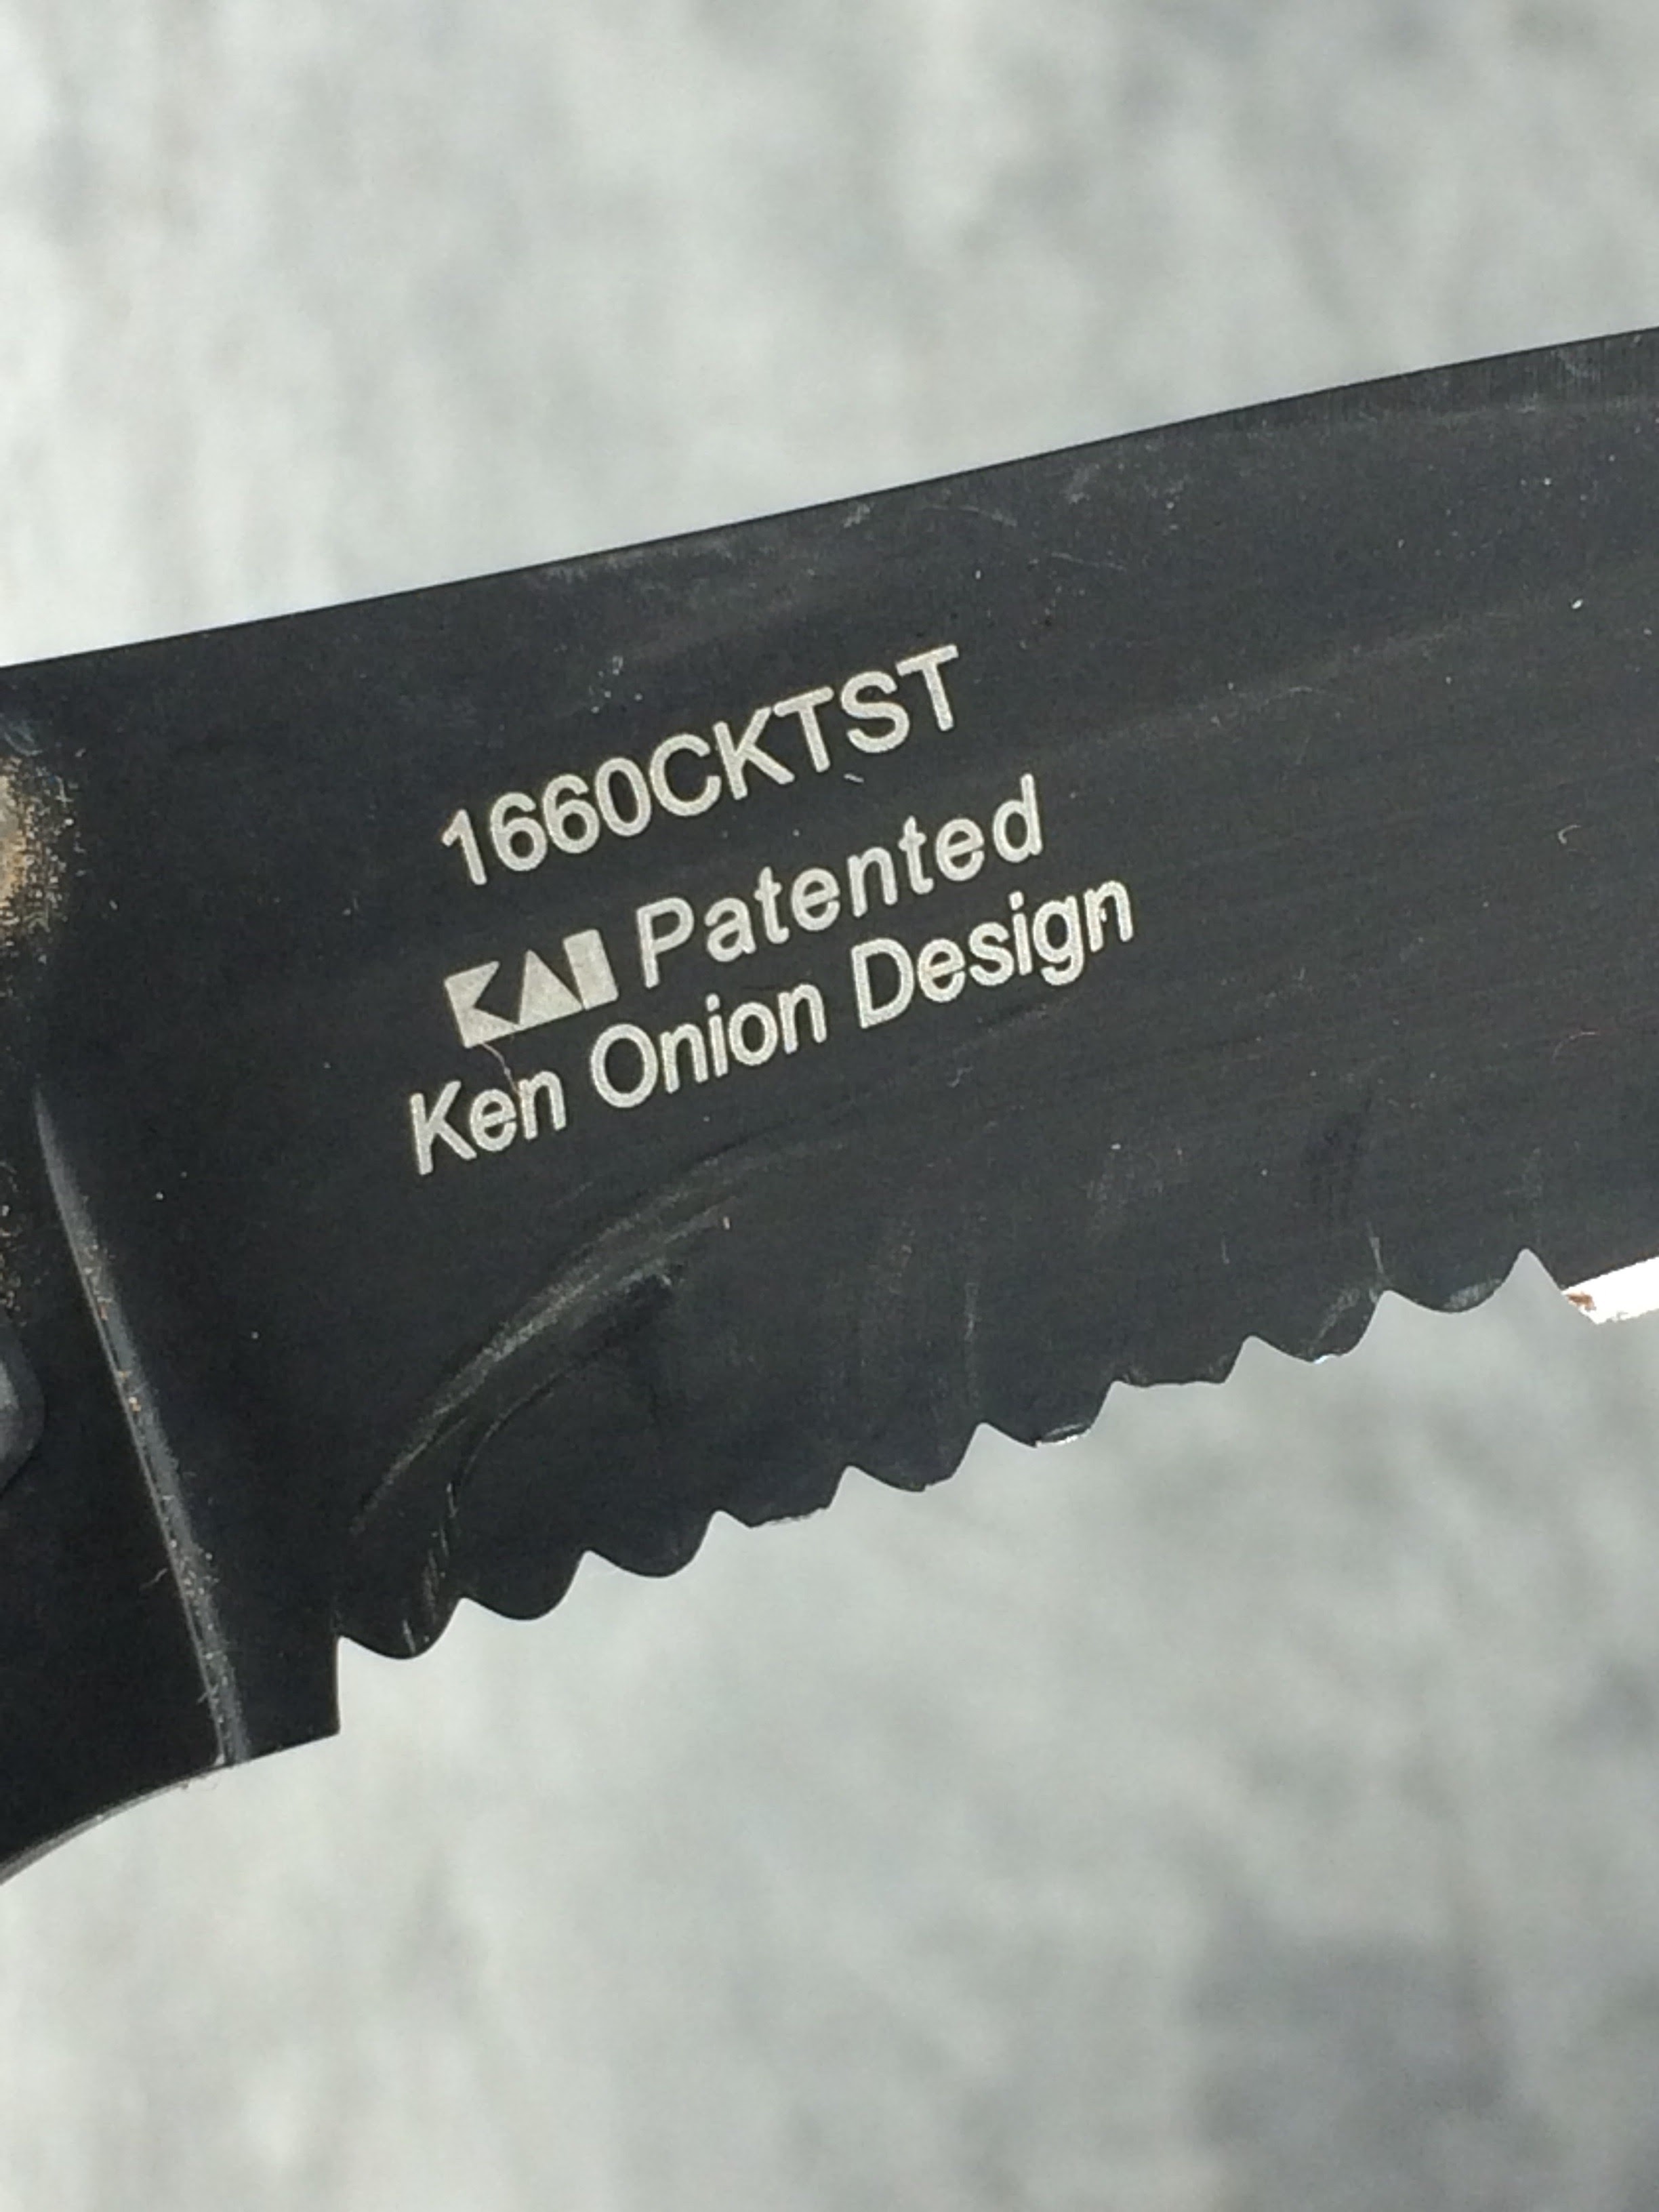 1660CKTST
KAI Patented
Ken Onion Design